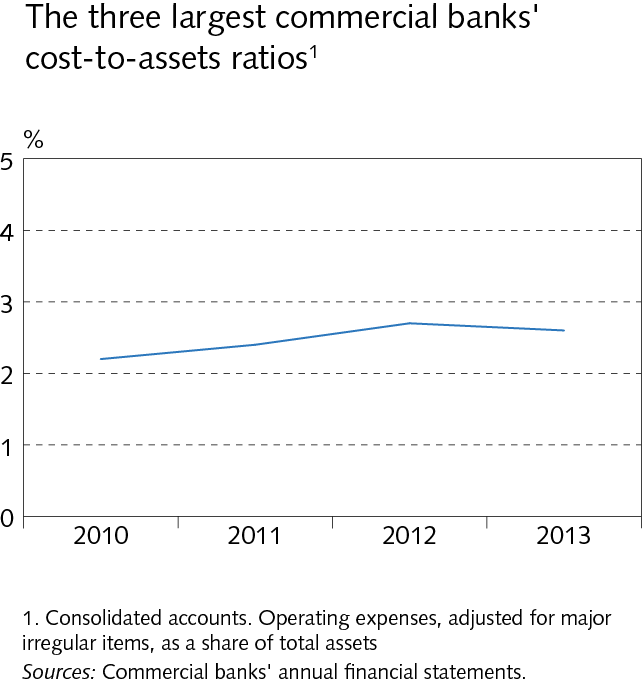 The three largest commercial banks'
cost-to-assets ratios¹
%
5
4
3
2
1
0
2010 2011 2012 2013
1. Consolidated accounts. Operating expenses, adjusted for major
irregular items, as a share of total assets
Sources: Commercial banks' annual financial statements.